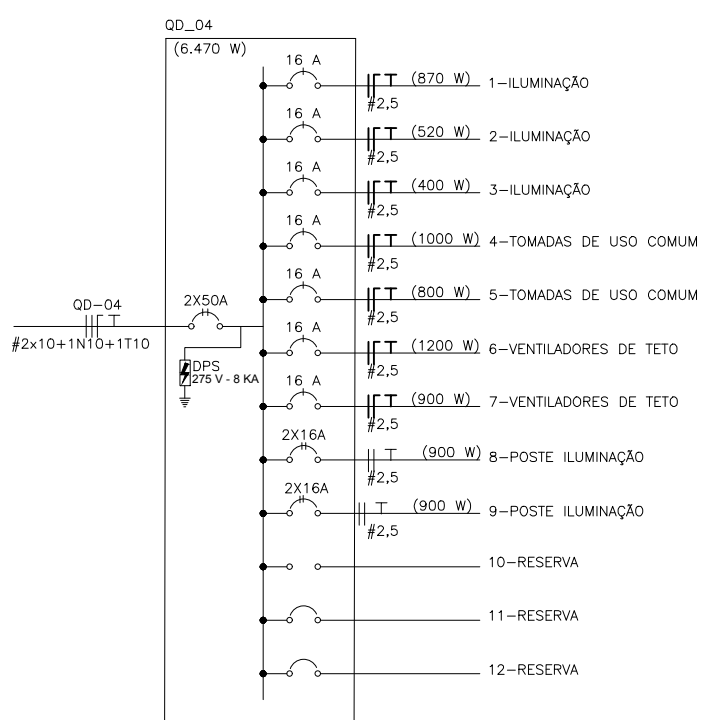 QD_04
(6.470 W)
16 A
(870 W) 1-ILUMINAÇÃO
#2,5
16 A
(520 W) 2-ILUMINAÇÃO
#2,5
16 A
(400 W) 3-ILUMINAÇÃO
#2,5
16 A
(1000 W) 4-TOMADAS DE USO COMUM
#2,5
16 A
(800 W) 5-TOMADAS DE USO COMUM
#2,5
QD-04
2X50A
#2x10+1N10+1T10
DPS
275 V - 8 KA
16 A
(1200 W) 6-VENTILADORES DE TETO
#2,5
16 A
(900 W) 7-VENTILADORES DE TETO
#2,5
2X16A
(900 W) 8-POSTE ILUMINAÇÃO
#2,5
2X16A
(900 W) 9-POSTE ILUMINAÇÃO
#2,5
10-RESERVA
11-RESERVA
12-RESERVA